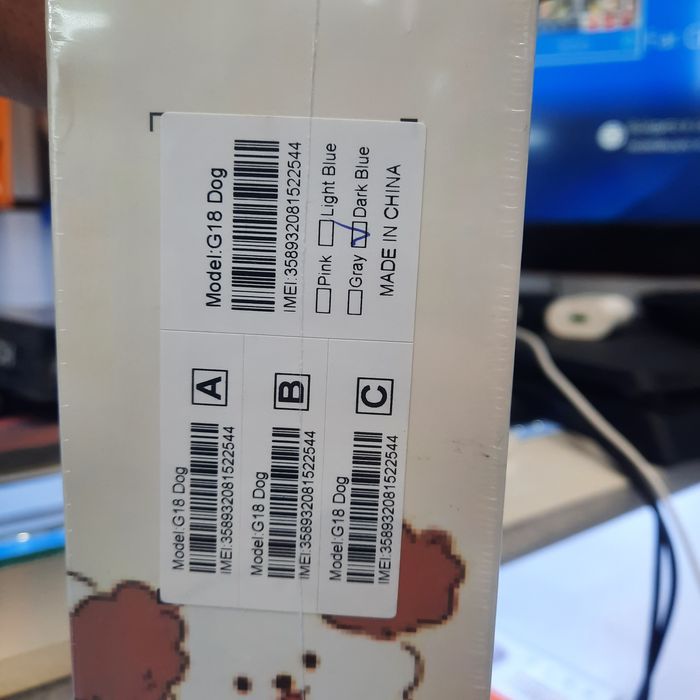 Model:G18 Dog
IMEI:358932081522544
Pink Light Blue
Gray Dark Blue
MADE IN CHINA
A
Model:G18 Dog
IMEI:358932081522544
B
Model:G18 Dog
IMEI:358932081522544
C
Model:G18 Dog
IMEI:358932081522544